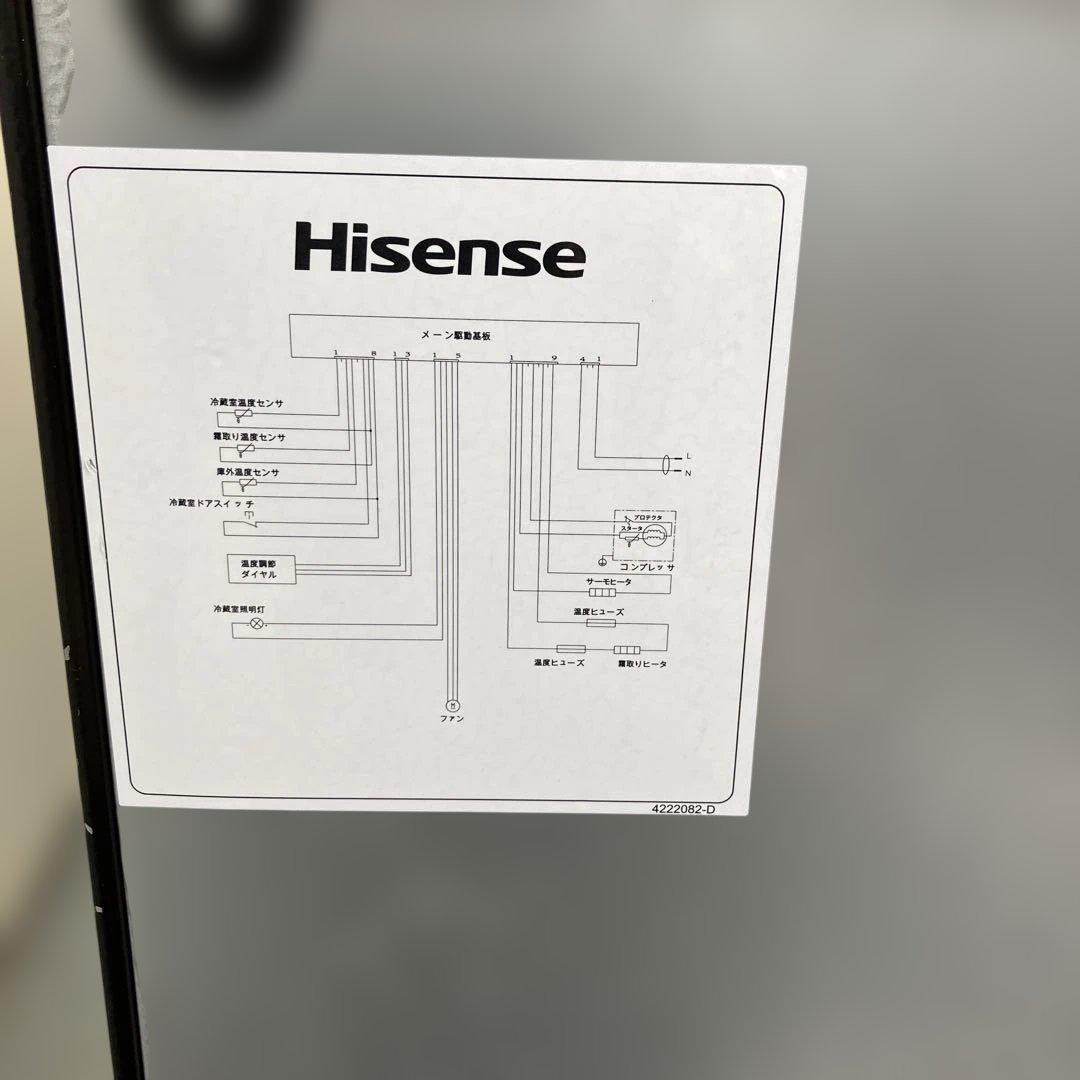 Hisense
メーン駆動基板
1 8 1 3 1 5 1 9 4 1
冷蔵室温度センサ
霜取り温度センサ
L
N
庫外温度センサ
冷蔵室ドアスイッチ
プロテクタ
スタータ
コンプレッサ
温度調節
ダイヤル
サーモヒータ
冷蔵室照明灯
温度ヒューズ
温度ヒューズ
霜取りヒータ
M
ファン
4222082-D